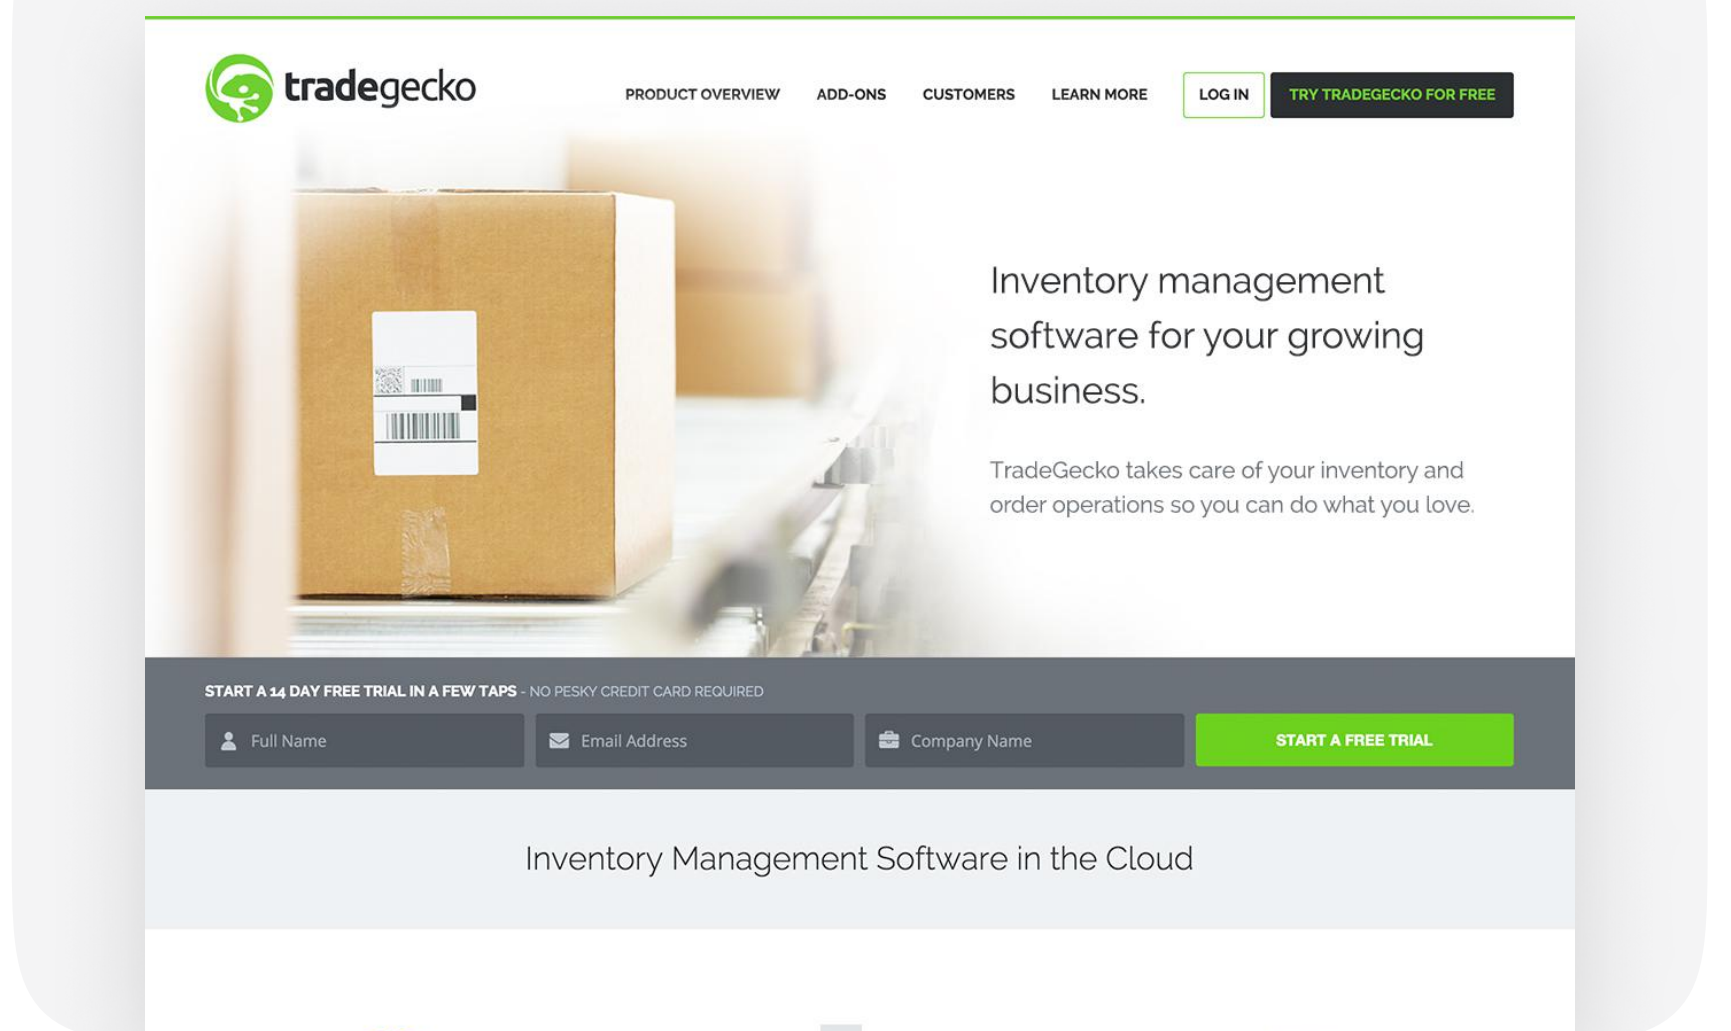 tradegecko
PRODUCT OVERVIEW ADD-ONS CUSTOMERS LEARN MORE LOG IN TRY TRADEGECKO FOR FREE
Inventory management
software for your growing
business.
TradeGecko takes care of your inventory and
order operations so you can do what you love.
START A 14 DAY FREE TRIAL IN A FEW TAPS - NO PESKY CREDIT CARD REQUIRED
Full Name Email Address Company Name START A FREE TRIAL
Inventory Management Software in the Cloud